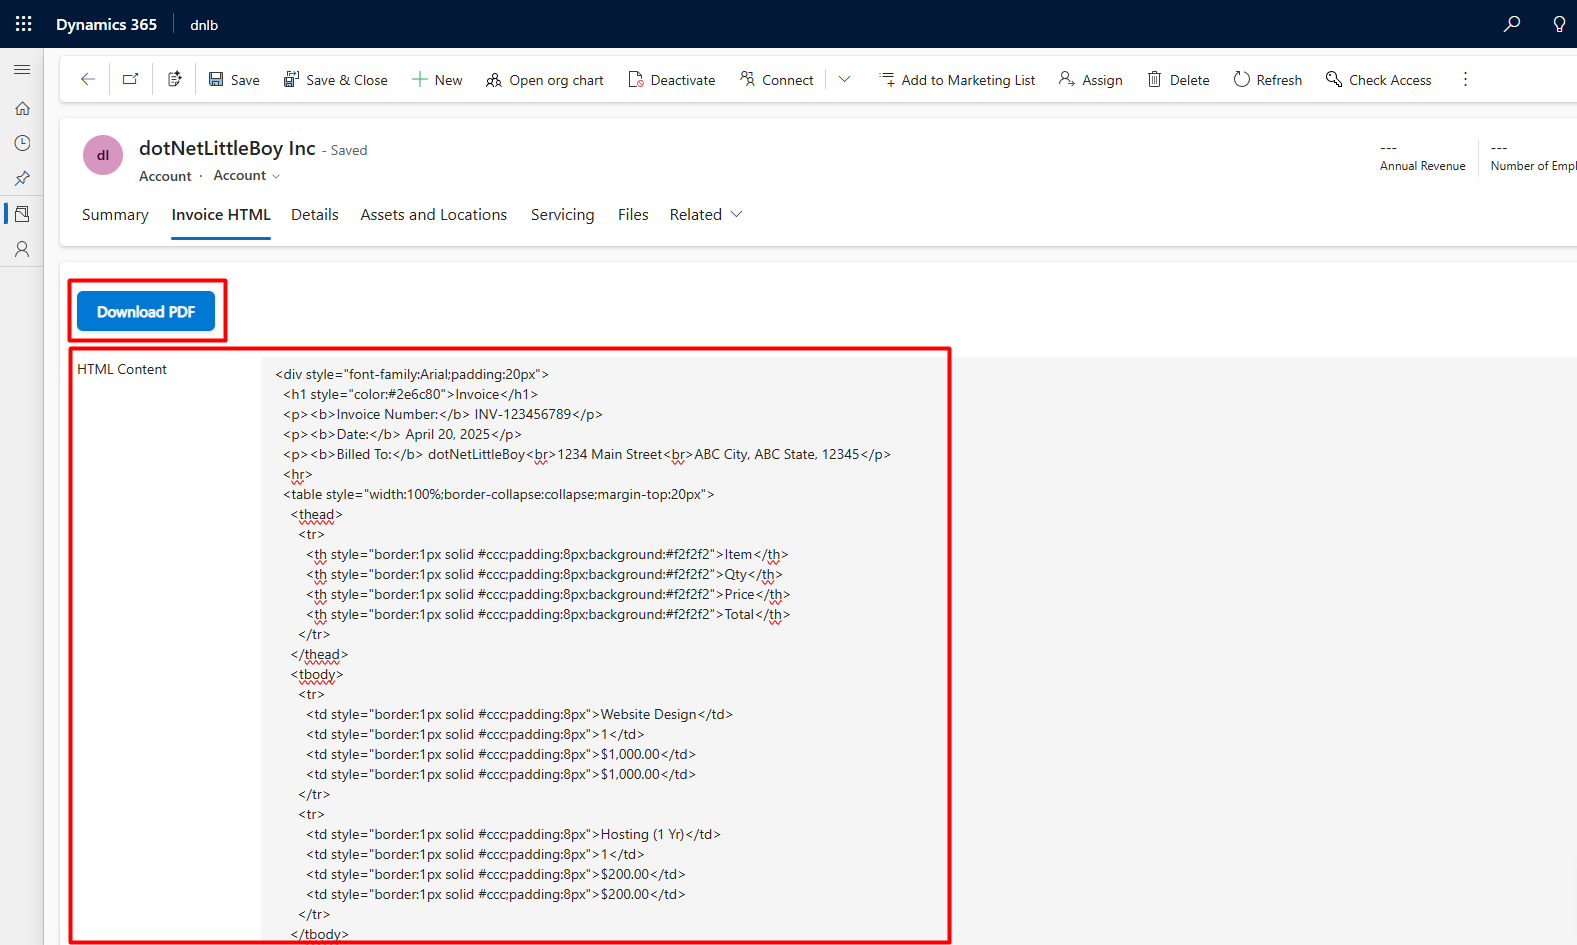 Dynamics 365 dnlb
Save Save & Close New Open org chart Deactivate Connect Add to Marketing List Assign Delete Refresh Check Access
dl
dotNetLittleBoy Inc - Saved
Account · Account
--- ---
Annual Revenue Number of Empl
Summary Invoice HTML Details Assets and Locations Servicing Files Related
Download PDF
HTML Content
<div style="font-family:Arial;padding:20px">
<h1 style="color:#2e6c80">Invoice</h1>
<p><b>Invoice Number:</b> INV-123456789</p>
<p><b>Date:</b> April 20, 2025</p>
<p><b>Billed To:</b> dotNetLittleBoy<br>1234 Main Street<br>ABC City, ABC State, 12345</p>
<hr>
<table style="width:100%;border-collapse:collapse;margin-top:20px">
<thead>
<tr>
<th style="border:1px solid #ccc;padding:8px;background:#f2f2f2">Item</th>
<th style="border:1px solid #ccc;padding:8px;background:#f2f2f2">Qty</th>
<th style="border:1px solid #ccc;padding:8px;background:#f2f2f2">Price</th>
<th style="border:1px solid #ccc;padding:8px;background:#f2f2f2">Total</th>
</tr>
</thead>
<tbody>
<tr>
<td style="border:1px solid #ccc;padding:8px">Website Design</td>
<td style="border:1px solid #ccc;padding:8px">1</td>
<td style="border:1px solid #ccc;padding:8px">$1,000.00</td>
<td style="border:1px solid #ccc;padding:8px">$1,000.00</td>
</tr>
<tr>
<td style="border:1px solid #ccc;padding:8px">Hosting (1 Yr)</td>
<td style="border:1px solid #ccc;padding:8px">1</td>
<td style="border:1px solid #ccc;padding:8px">$200.00</td>
<td style="border:1px solid #ccc;padding:8px">$200.00</td>
</tr>
</tbody>